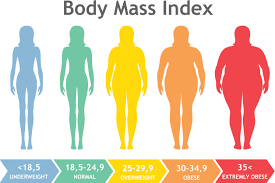 Body Mass Index
<18,5
UNDERWEIGHT
18,5-24,9
NORMAL
25-29,9
OVERWEIGHT
30-34,9
OBESE
35<
EXTREMLY OBESE